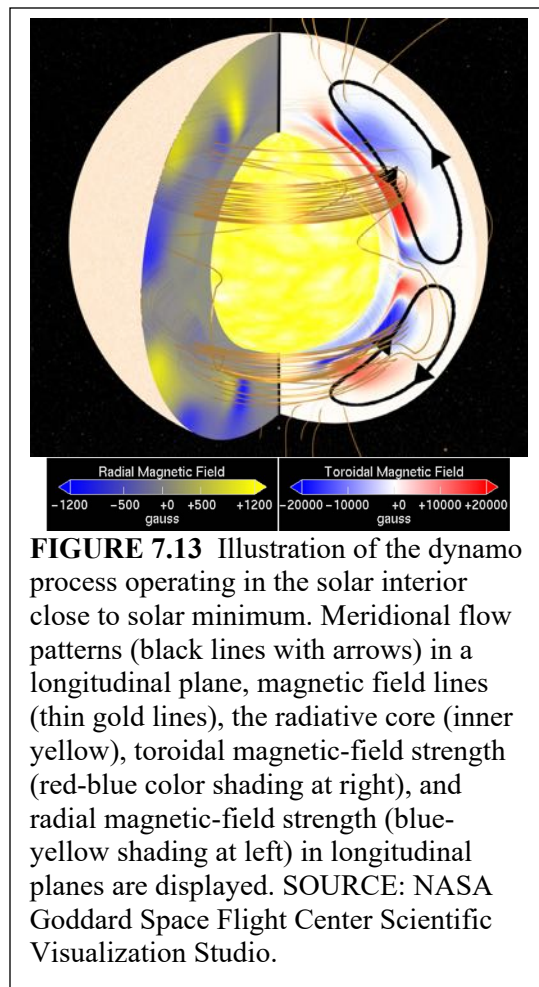 Radial Magnetic Field
-1200 -500 +0 +500 +1200
gauss
Toroidal Magnetic Field
-20000 -10000 +0 +10000 +20000
gauss
FIGURE 7.13 Illustration of the dynamo
process operating in the solar interior
close to solar minimum. Meridional flow
patterns (black lines with arrows) in a
longitudinal plane, magnetic field lines
(thin gold lines), the radiative core (inner
yellow), toroidal magnetic-field strength
(red-blue color shading at right), and
radial magnetic-field strength (blue-
yellow shading at left) in longitudinal
planes are displayed. SOURCE: NASA
Goddard Space Flight Center Scientific
Visualization Studio.